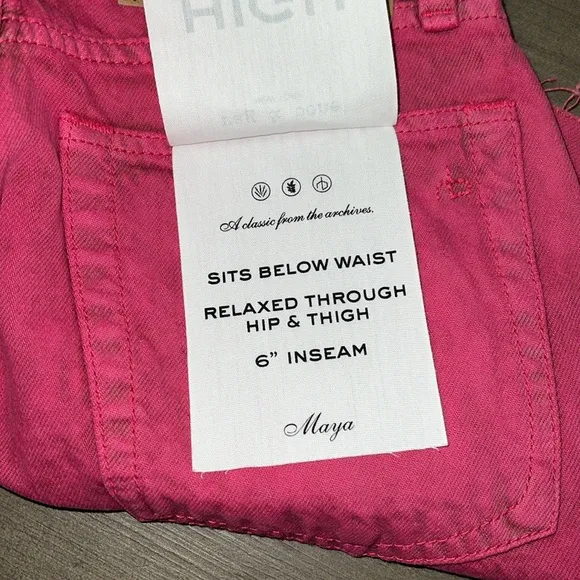 HIGH
A classic from the archives.
SITS BELOW WAIST
RELAXED THROUGH
HIP & THIGH
6” INSEAM
Maya